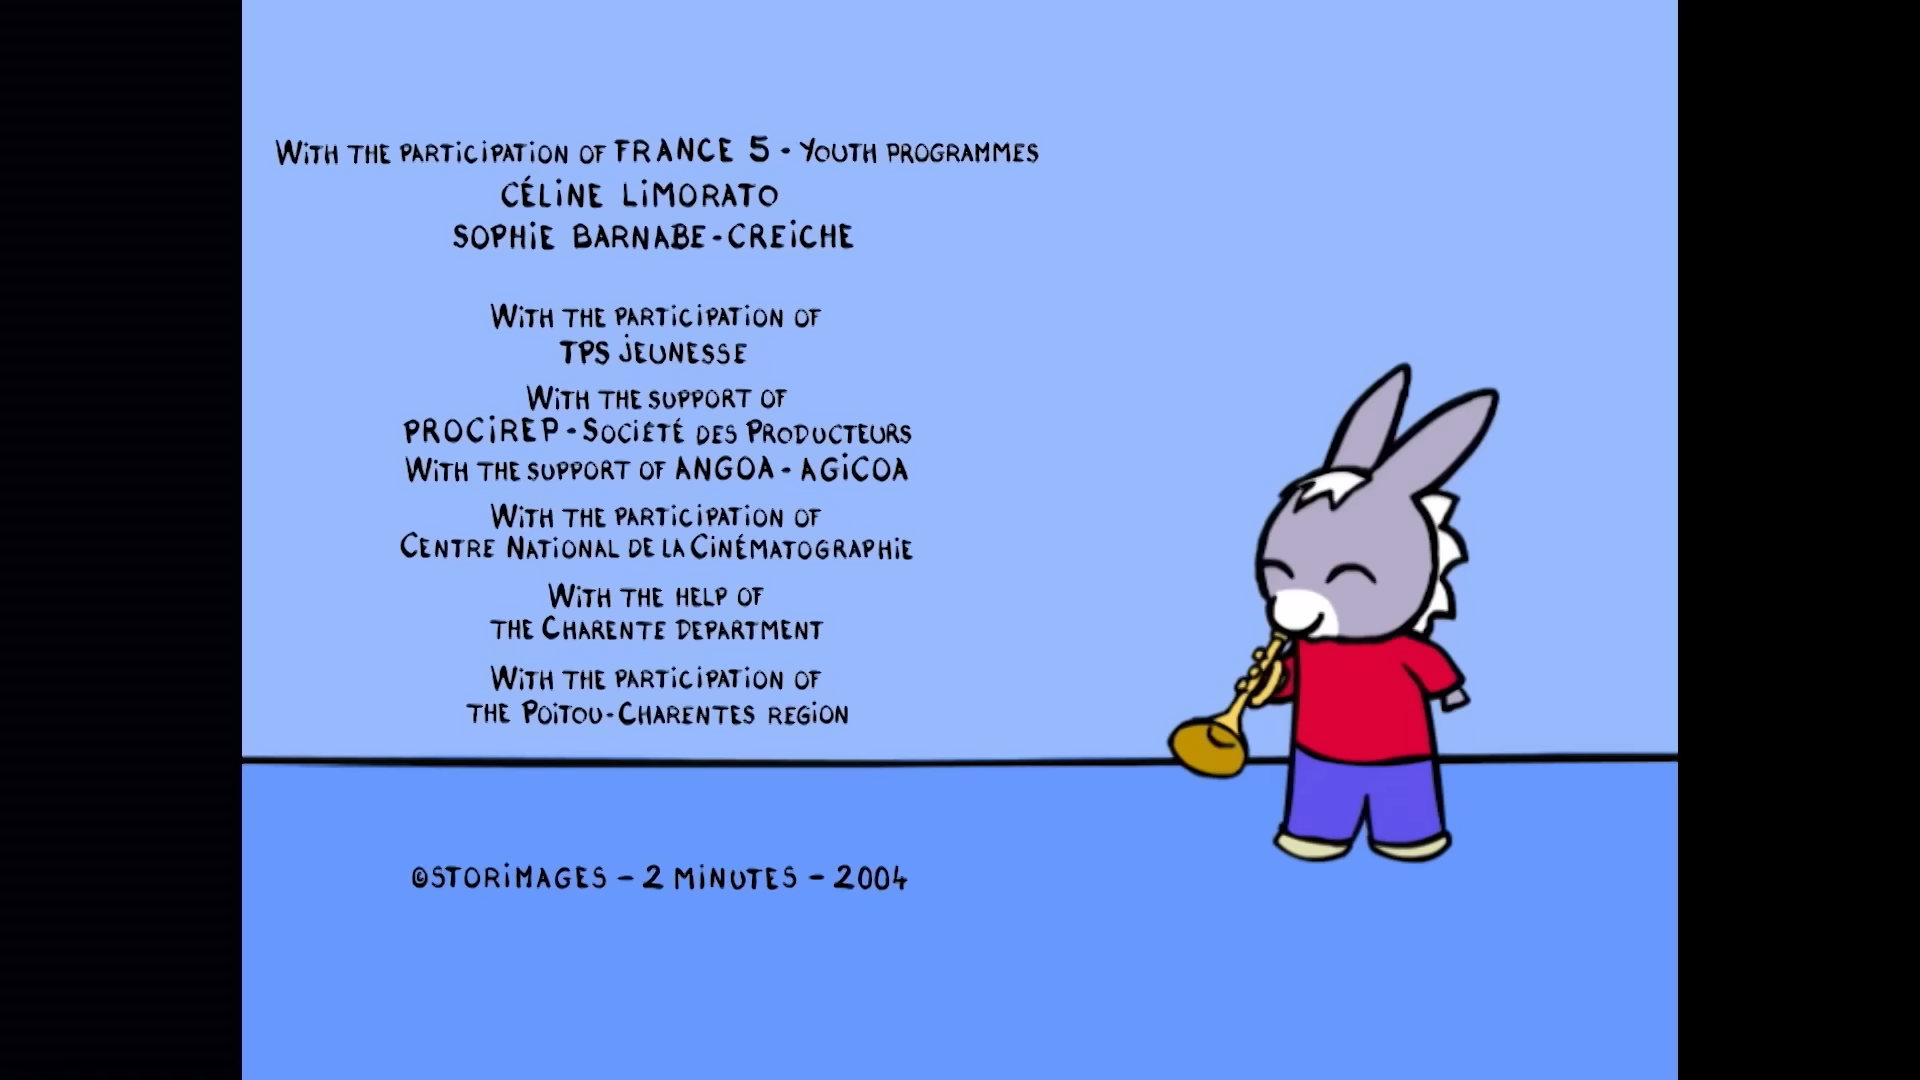 WiTH THE PARTiCiPATiON OF FRANCE 5 - YOUTH PROGRAMMES
CÉLiNE LiMORATO
SOPHiE BARNABE-CREiCHE
WiTH THE PARTiCiPATiON OF
TPS jEUNESSE
WiTH THE SUPPORT OF
PROCiREP - SOCiÉTÉ DES PRODUCTEURS
WiTH THE SUPPORT OF ANGOA - AGiCOA
WiTH THE PARTiCiPATiON OF
CENTRE NATiONAL DE LA CiNÉMATOGRAPHiE
WiTH THE HELP OF
THE CHARENTE DEPARTMENT
WiTH THE PARTiCiPATiON OF
THE POiTOU-CHARENTES REGiON
©STORiMAGES – 2 MiNUTES – 2004